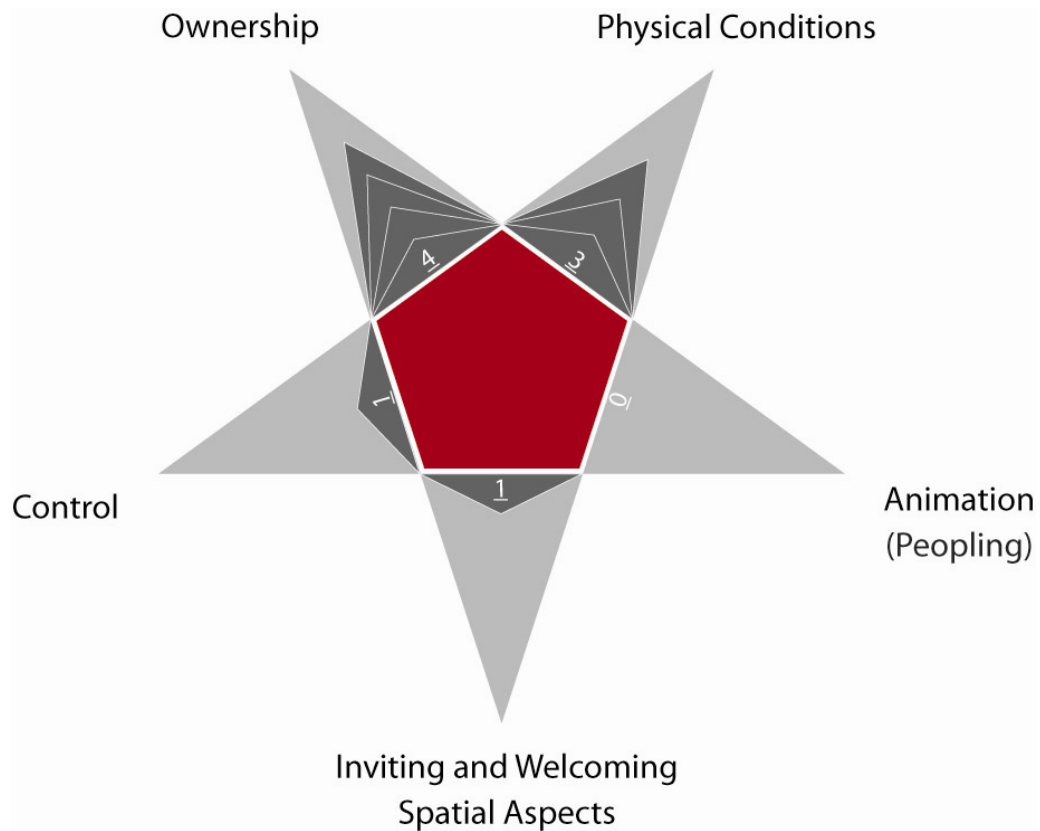 Ownership
Physical Conditions
4
3
1
0
1
Control
Animation
(Peopling)
Inviting and Welcoming
Spatial Aspects